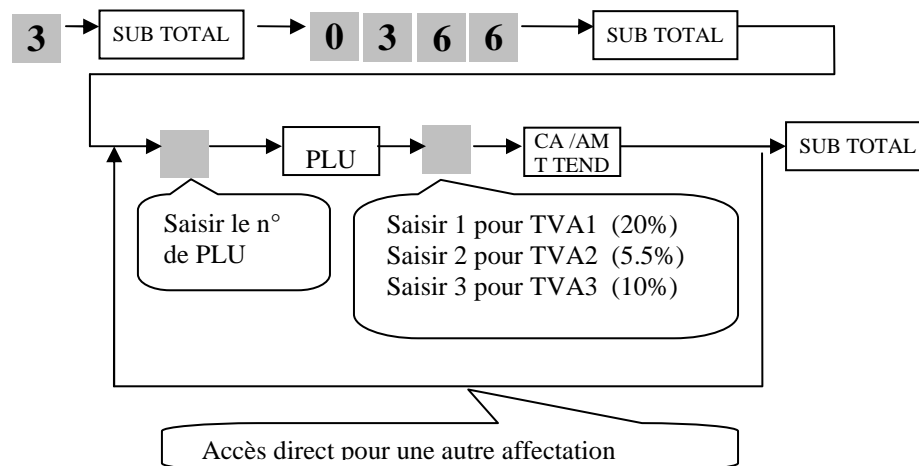 3 SUB TOTAL 0 3 6 6 SUB TOTAL
PLU
CA /AM
T TEND
SUB TOTAL
Saisir le n°
de PLU
Saisir 1 pour TVA1 (20%)
Saisir 2 pour TVA2 (5.5%)
Saisir 3 pour TVA3 (10%)
Accès direct pour une autre affectation